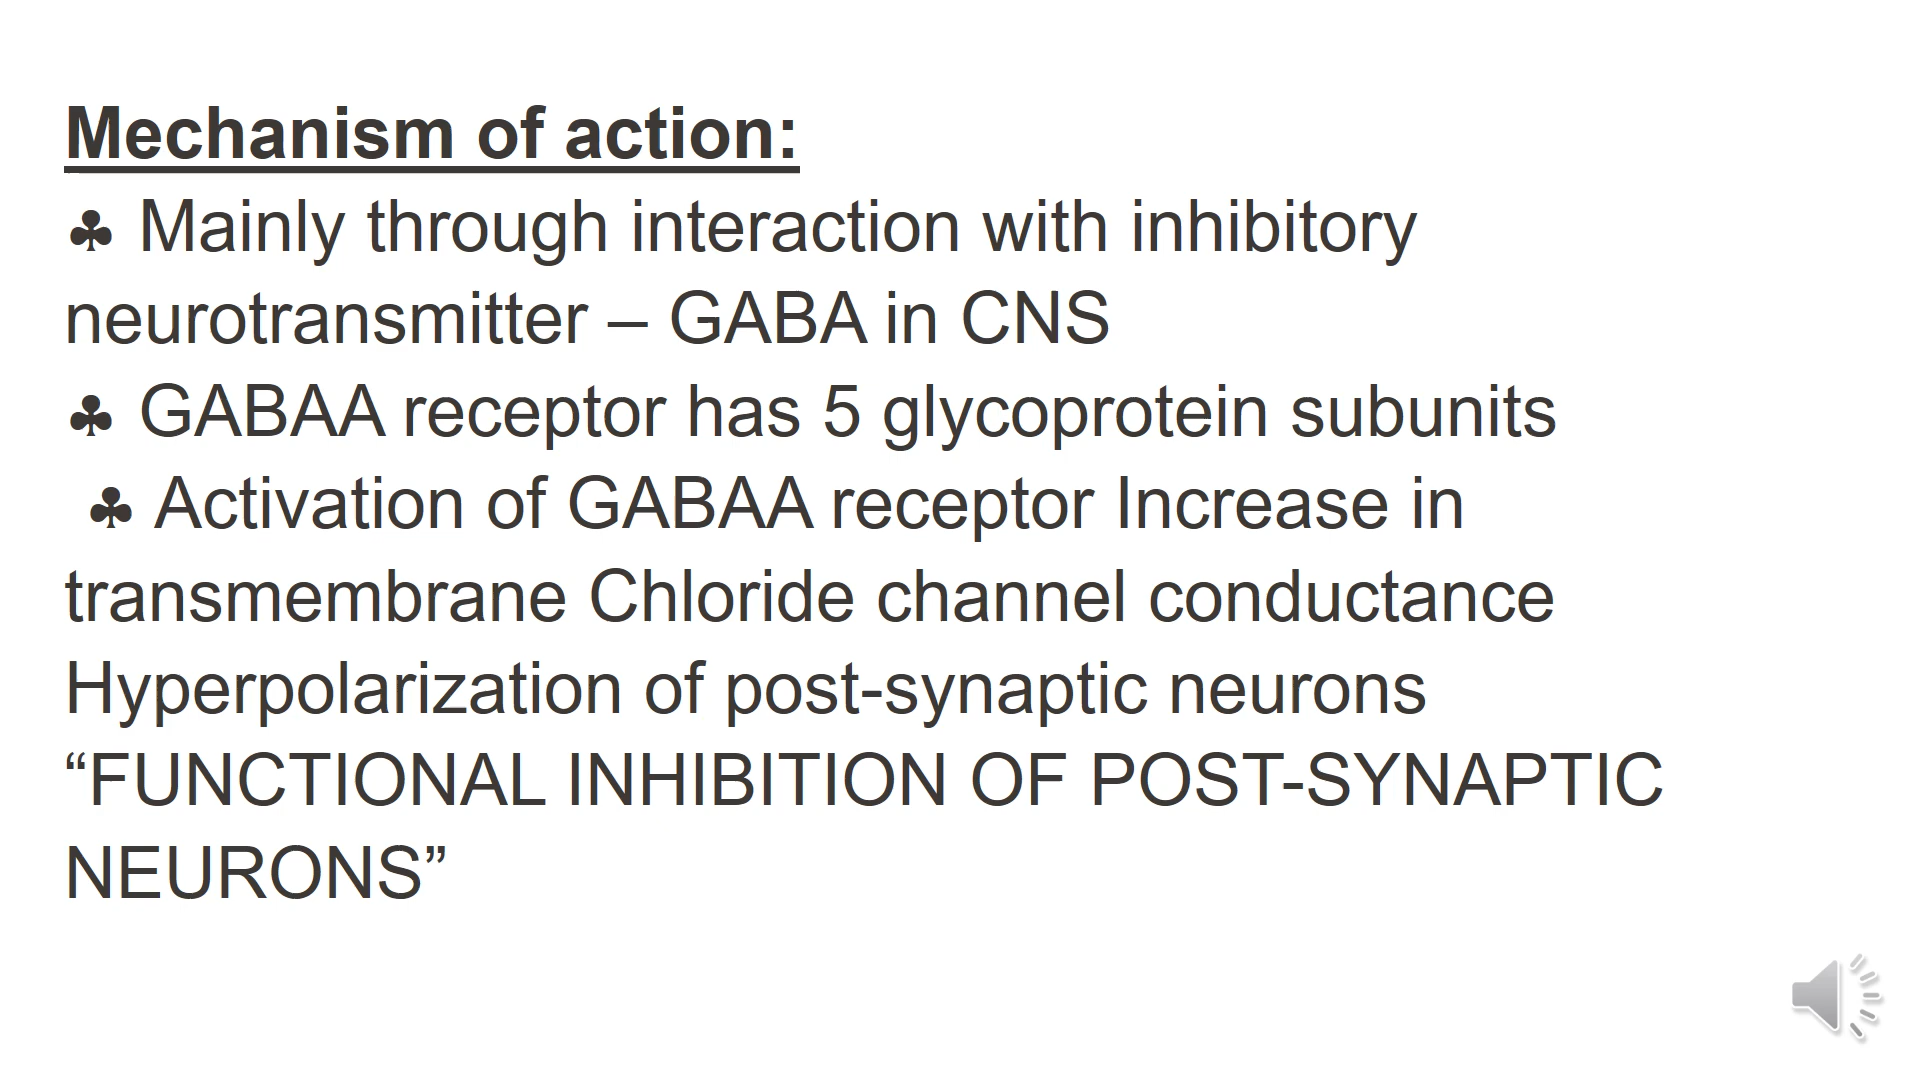 Mechanism of action:
♣ Mainly through interaction with inhibitory
neurotransmitter – GABA in CNS
♣ GABAA receptor has 5 glycoprotein subunits
♣ Activation of GABAA receptor Increase in
transmembrane Chloride channel conductance
Hyperpolarization of post-synaptic neurons
“FUNCTIONAL INHIBITION OF POST-SYNAPTIC
NEURONS”